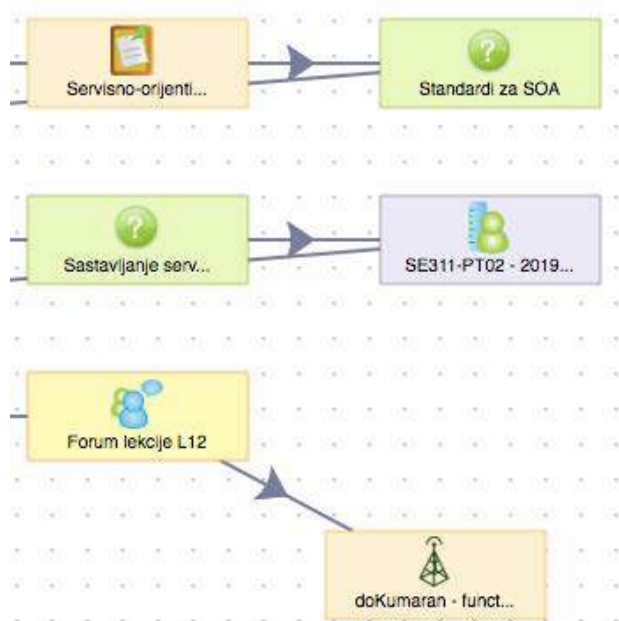 Servisno-orijenti...
Standardi za SOA
Sastavljanje serv...
SE311-PT02 - 2019...
Forum lekcije L12
doKumaran - funct...